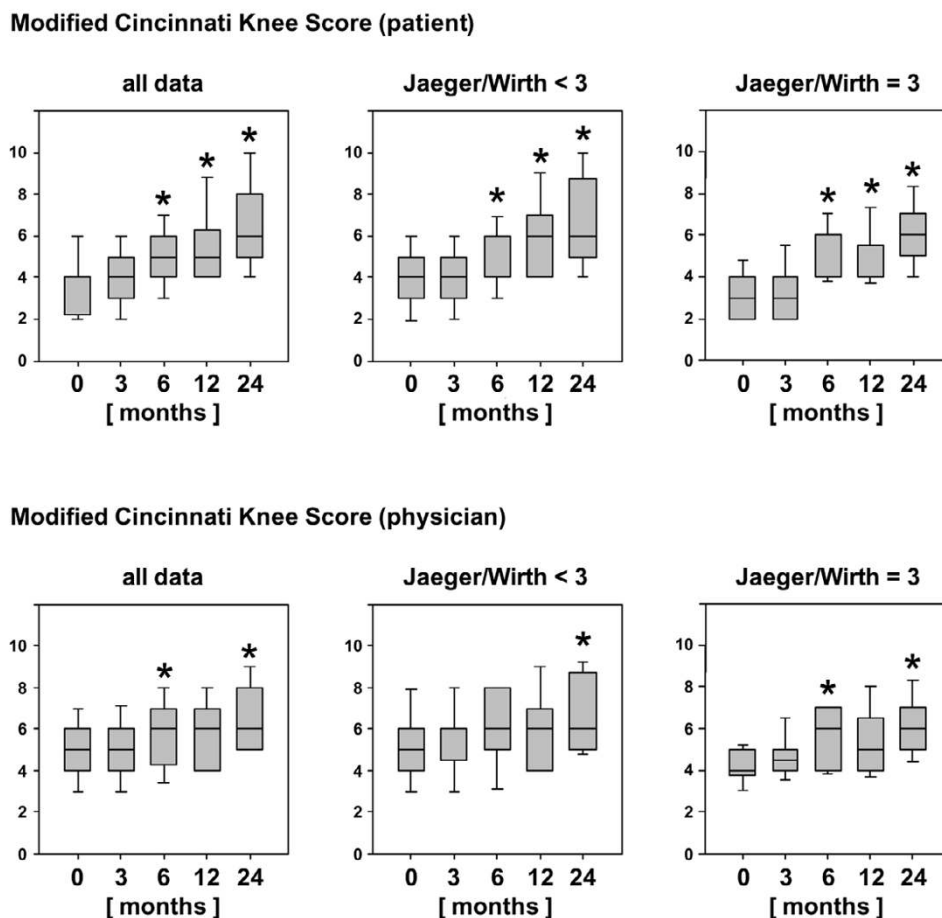 Modified Cincinnati Knee Score (patient)
all data
Jaeger/Wirth < 3
Jaeger/Wirth = 3
10
8
6
4
2
0
* * *
0 3 6 12 24
[ months ]
10
8
6
4
2
0
* * *
0 3 6 12 24
[ months ]
10
8
6
4
2
0
* * *
0 3 6 12 24
[ months ]
Modified Cincinnati Knee Score (physician)
all data
Jaeger/Wirth < 3
Jaeger/Wirth = 3
10
8
6
4
2
0
* *
0 3 6 12 24
[ months ]
10
8
6
4
2
0
*
0 3 6 12 24
[ months ]
10
8
6
4
2
0
* *
0 3 6 12 24
[ months ]